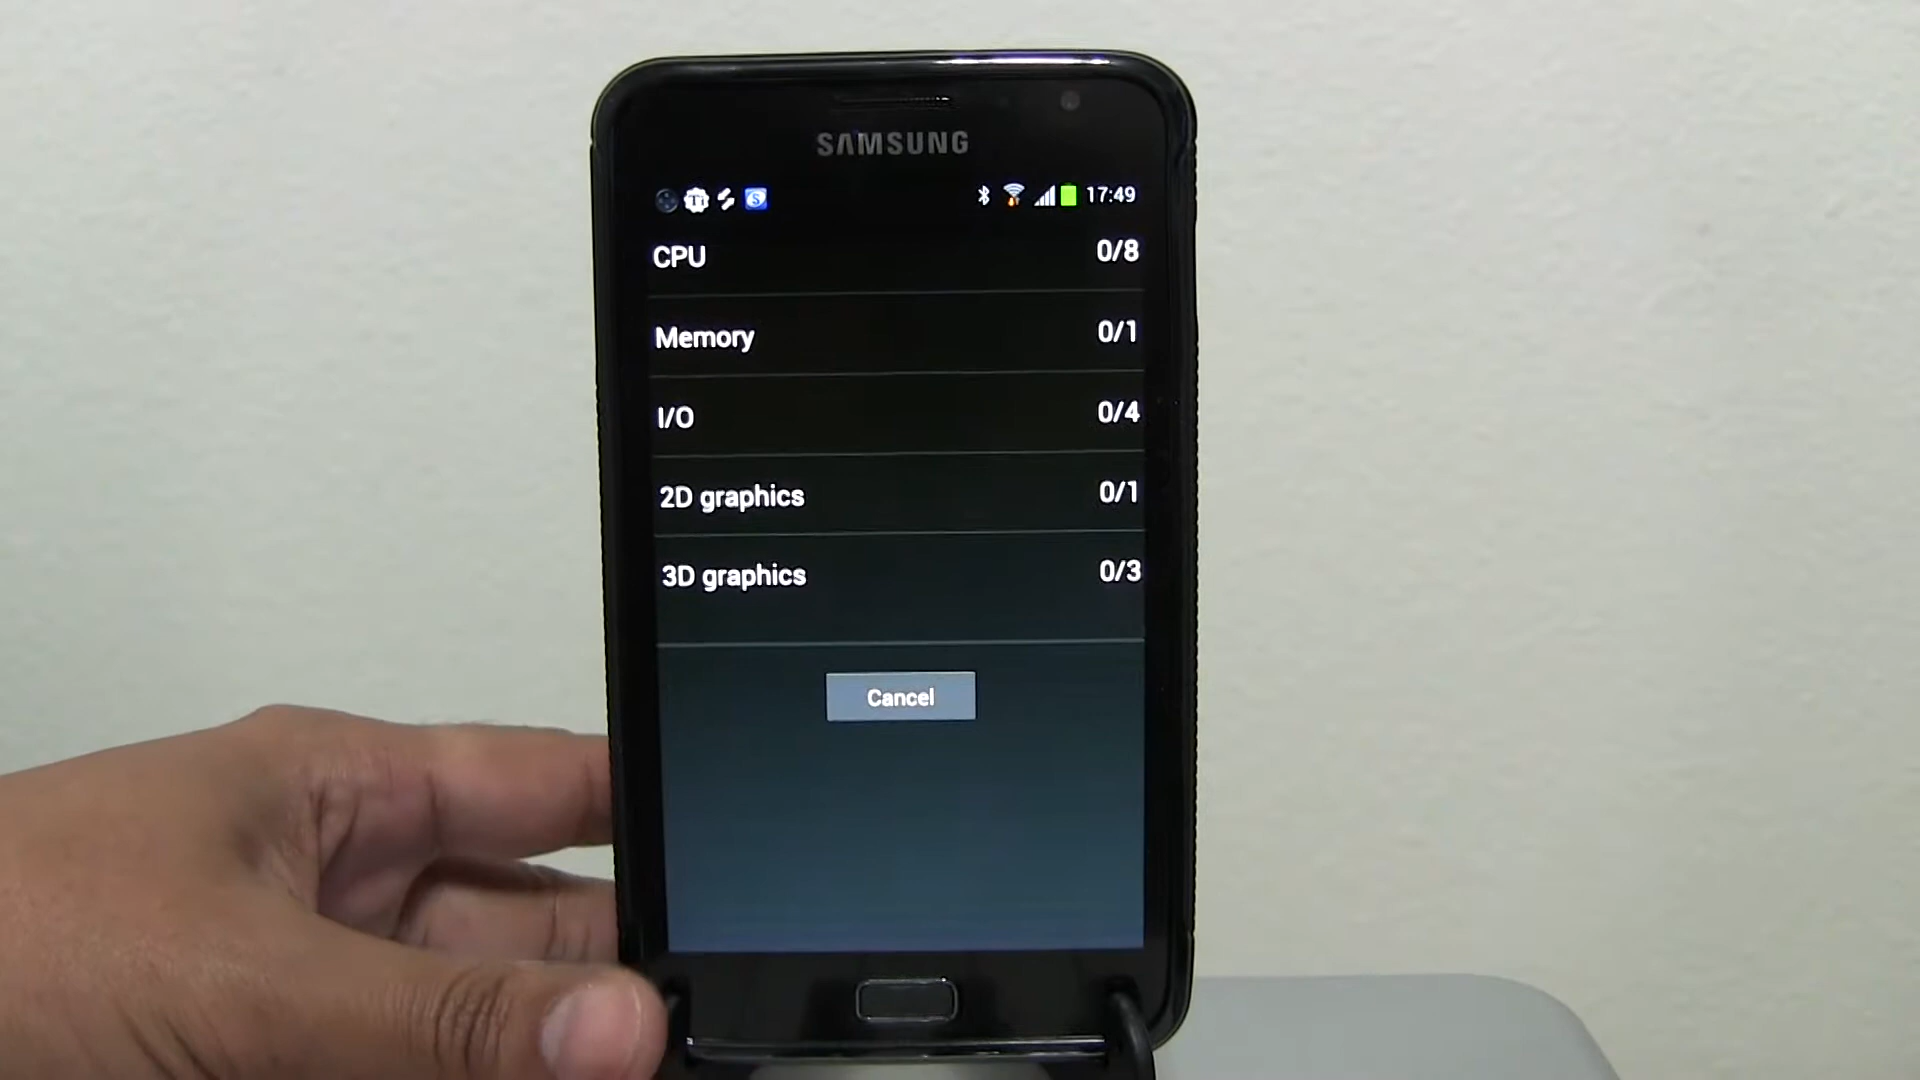 SAMSUNG
17:49
CPU 0/8
Memory 0/1
I/O 0/4
2D graphics 0/1
3D graphics 0/3
Cancel